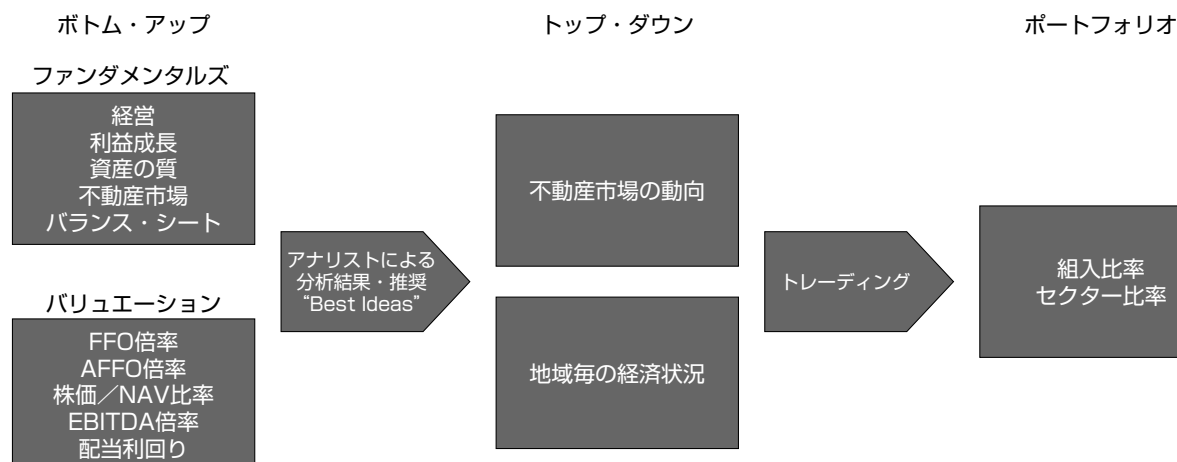 ボトム・アップ
ファンダメンタルズ
経営
利益成長
資産の質
不動産市場
バランス・シート
バリュエーション
FFO倍率
AFFO倍率
株価／NAV比率
EBITDA倍率
配当利回り
アナリストによる
分析結果・推奨
“Best Ideas”
トップ・ダウン
不動産市場の動向
地域毎の経済状況
トレーディング
ポートフォリオ
組入比率
セクター比率